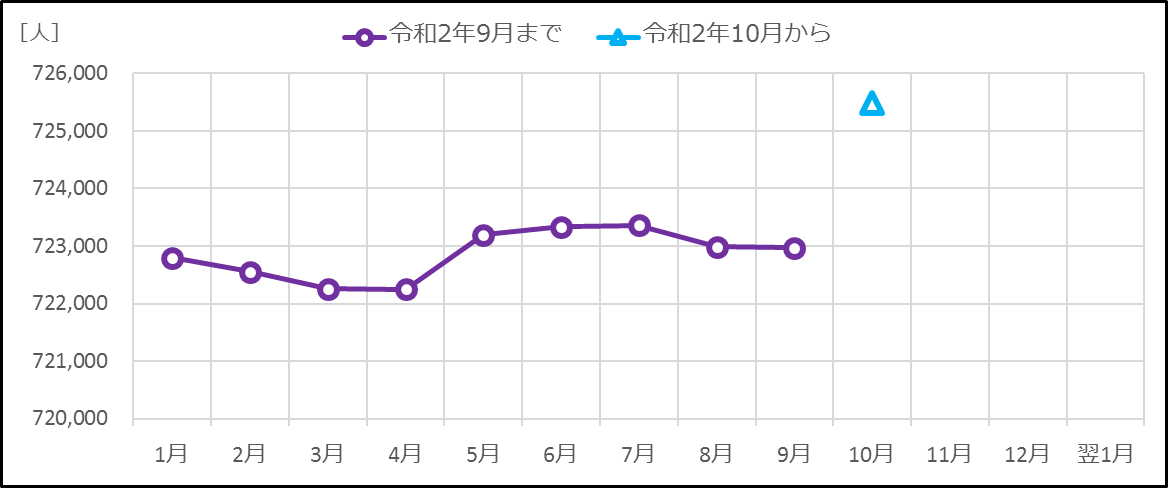 [人]
令和2年9月まで 令和2年10月から
726,000
725,000
724,000
723,000
722,000
721,000
720,000
1月 2月 3月 4月 5月 6月 7月 8月 9月 10月 11月 12月 翌1月